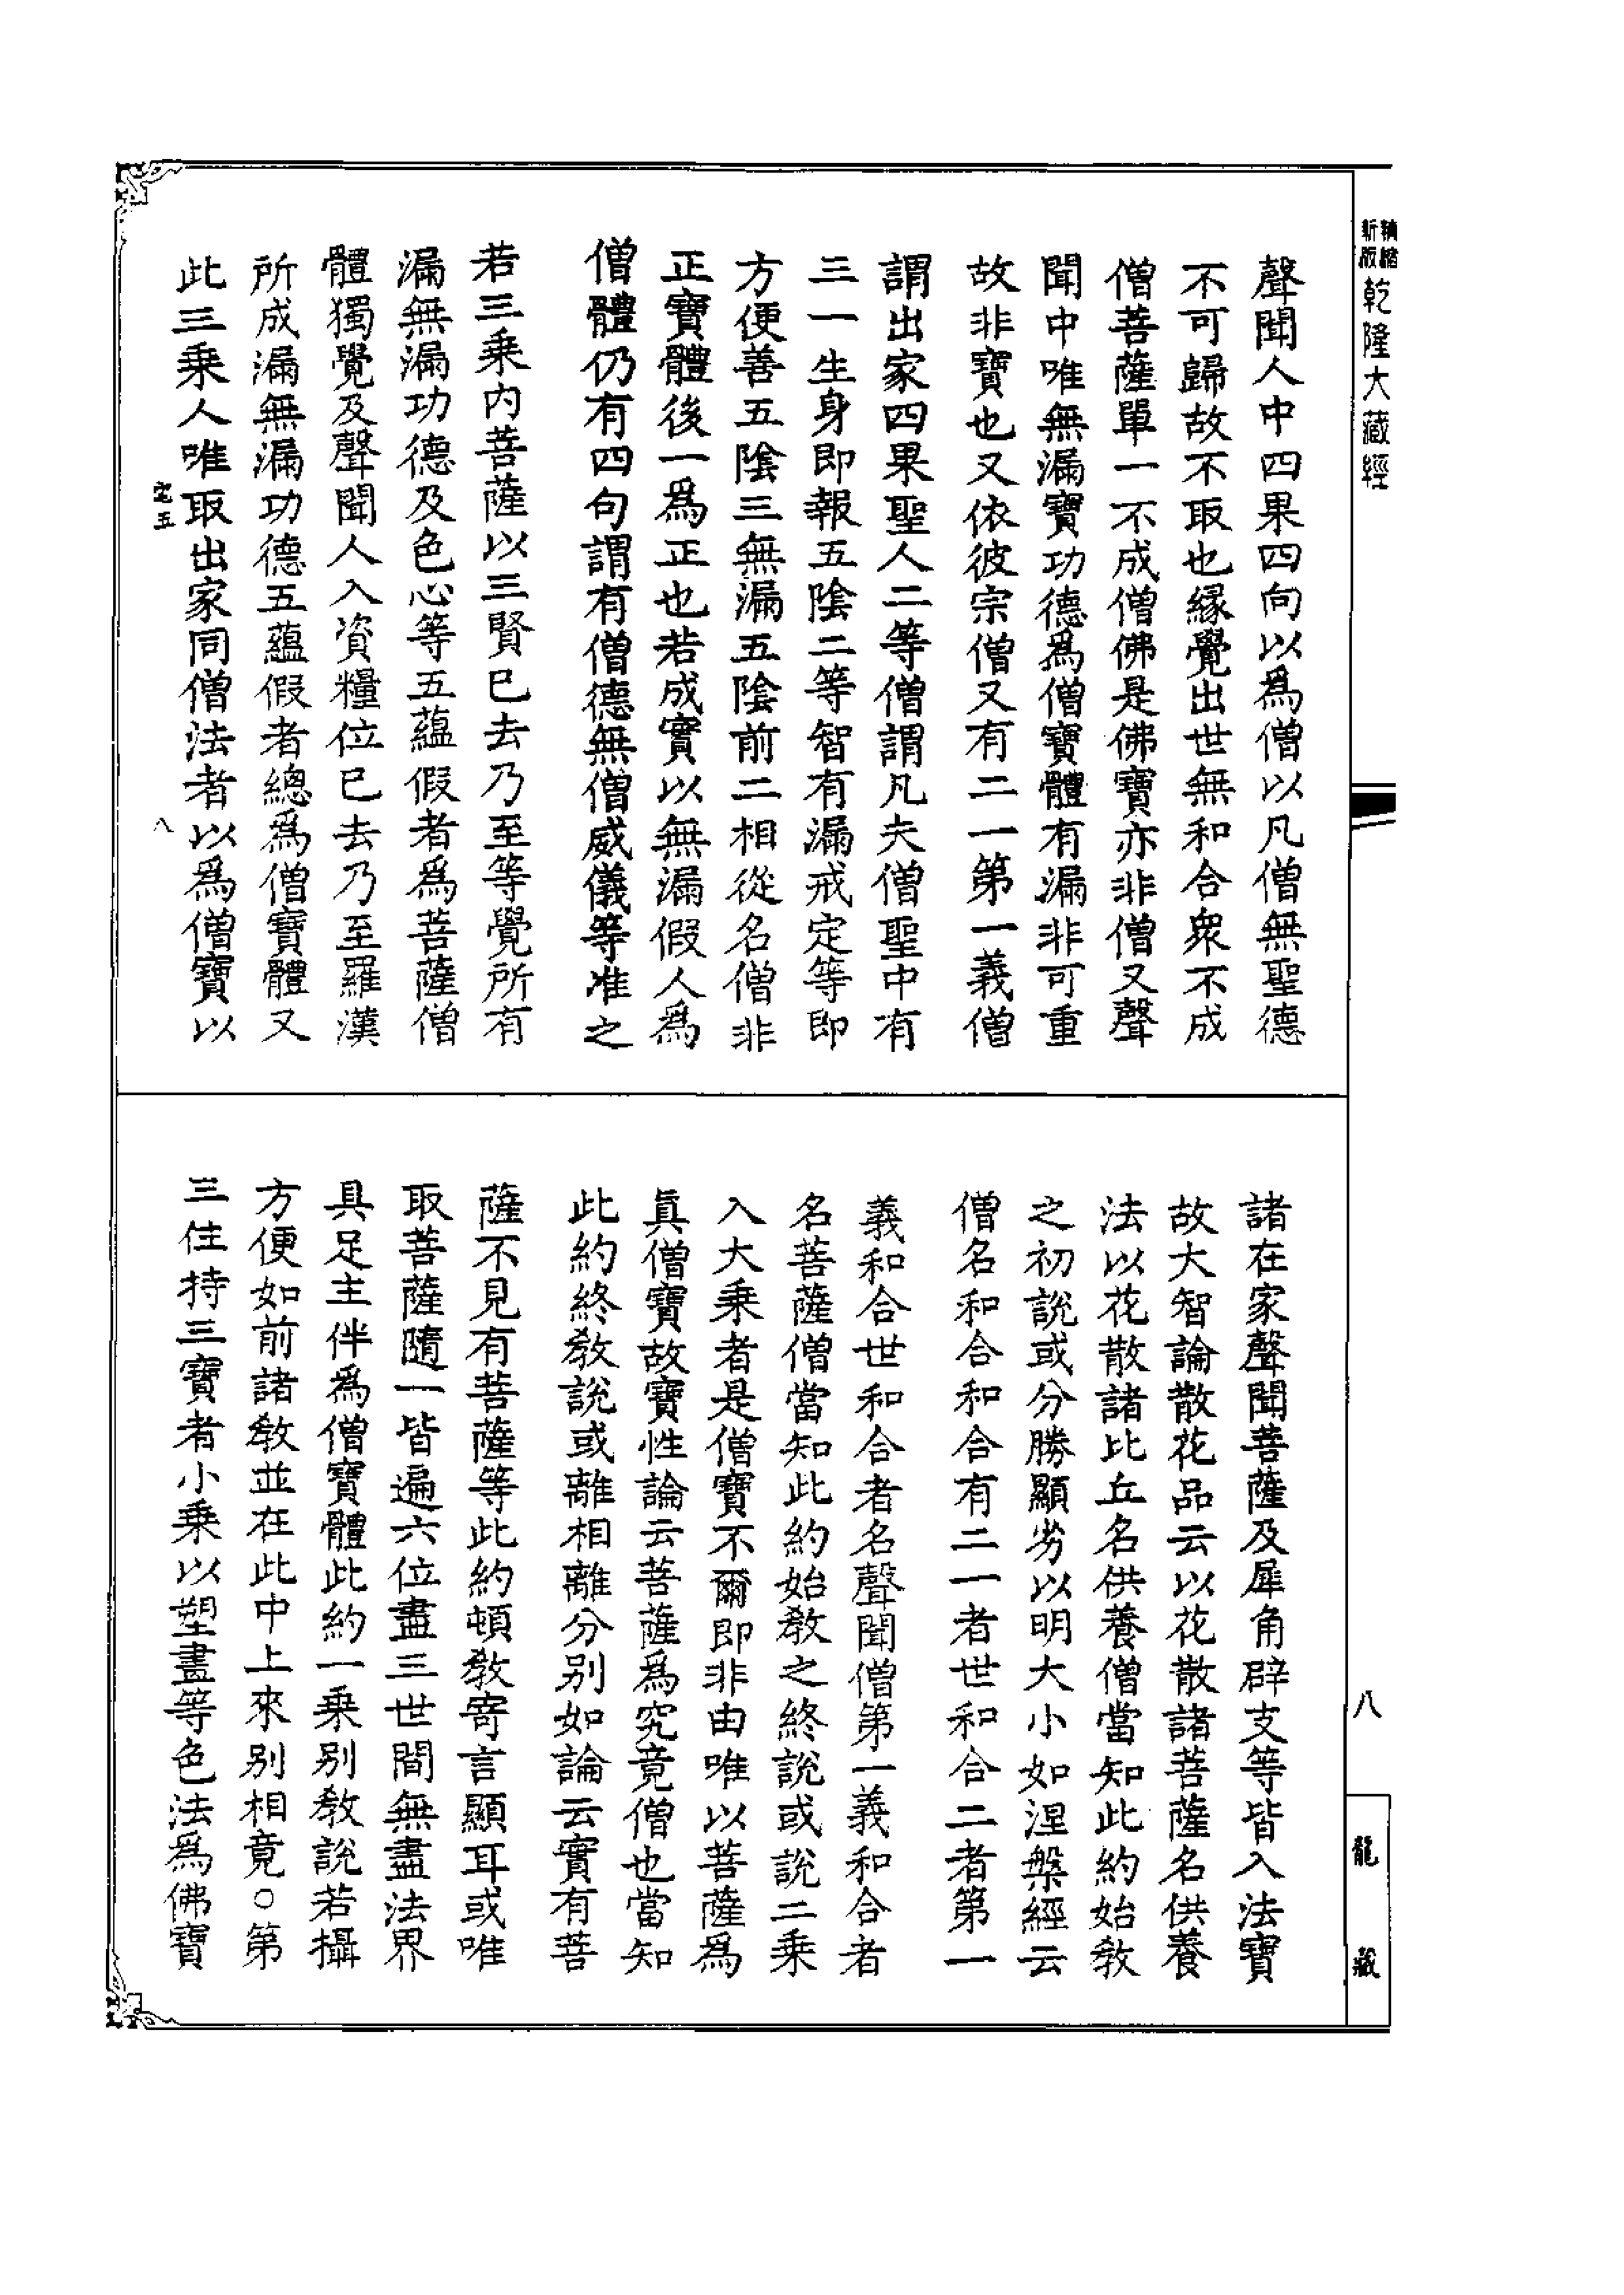 新版 精縮 乾隆大藏經
聲聞人中四果四向以爲僧以凡僧無聖德
不可歸故不取也緣覺出世無和合衆不成
僧菩薩單一不成僧佛是佛寶亦非僧又聲
聞中唯無漏寶功德爲僧寶體有漏非可重
故非寶也又依彼宗僧又有二一第一義僧
謂出家四果聖人二等僧謂凡夫僧聖中有
三一生身即報五陰二等智有漏戒定等即
方便善五陰三無漏五陰前二相從名僧非
正寶體後一爲正也若成實以無漏假人爲
僧體仍有四句謂有僧德無僧威儀等准之
若三乘內菩薩以三賢已去乃至等覺所有
漏無漏功德及色心等五蘊假者爲菩薩僧
體獨覺及聲聞人入資糧位已去乃至羅漢
所成漏無漏功德五蘊假者總爲僧寶體又
此三乘人唯取出家同僧法者以爲僧寶以
八
諸在家聲聞菩薩及犀角辟支等皆入法寶
故大智論散花品云以花散諸菩薩名供養
法以花散諸比丘名供養僧當知此約始教
之初說或分勝顯劣以明大小如涅槃經云
僧名和合和合有二一者世和合二者第一
義和合世和合者名聲聞僧第一義和合者
名菩薩僧當知此約始教之終說或說二乘
入大乘者是僧寶不爾即非由唯以菩薩爲
真僧寶故寶性論云菩薩爲究竟僧也當知
此約終教說或離相離分别如論云實有菩
薩不見有菩薩等此約頓教寄言顯耳或唯
取菩薩隨一皆遍六位盡三世間無盡法界
具足主伴爲僧寶體此約一乘别教說若攝
方便如前諸教並在此中上來别相竟○第
三住持三寶者小乘以塑畫等色法爲佛寶
八
龍藏